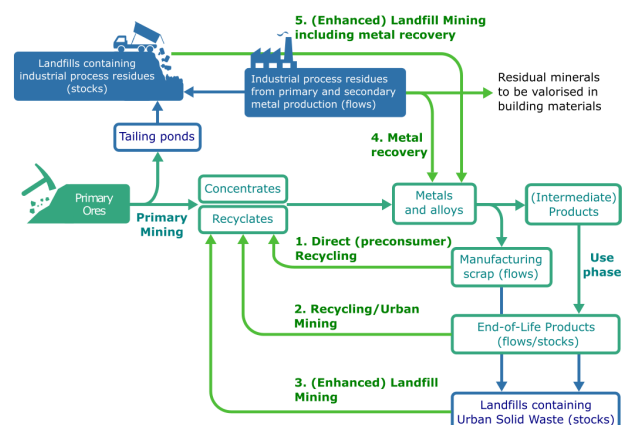 5. (Enhanced) Landfill Mining
including metal recovery
Landfills containing
industrial process residues
(stocks)
Industrial process residues
from primary and secondary
metal production (flows)
Residual minerals
to be valorised in
building materials
Tailing ponds
4. Metal
recovery
Primary
Ores
Primary
Mining
Concentrates
Recyclates
Metals
and alloys
(Intermediate)
Products
1. Direct (preconsumer)
Recycling
Manufacturing
scrap (flows)
Use
phase
2. Recycling/Urban
Mining
End-of-Life Products
(flows/stocks)
3. (Enhanced) Landfill
Mining
Landfills containing
Urban Solid Waste (stocks)